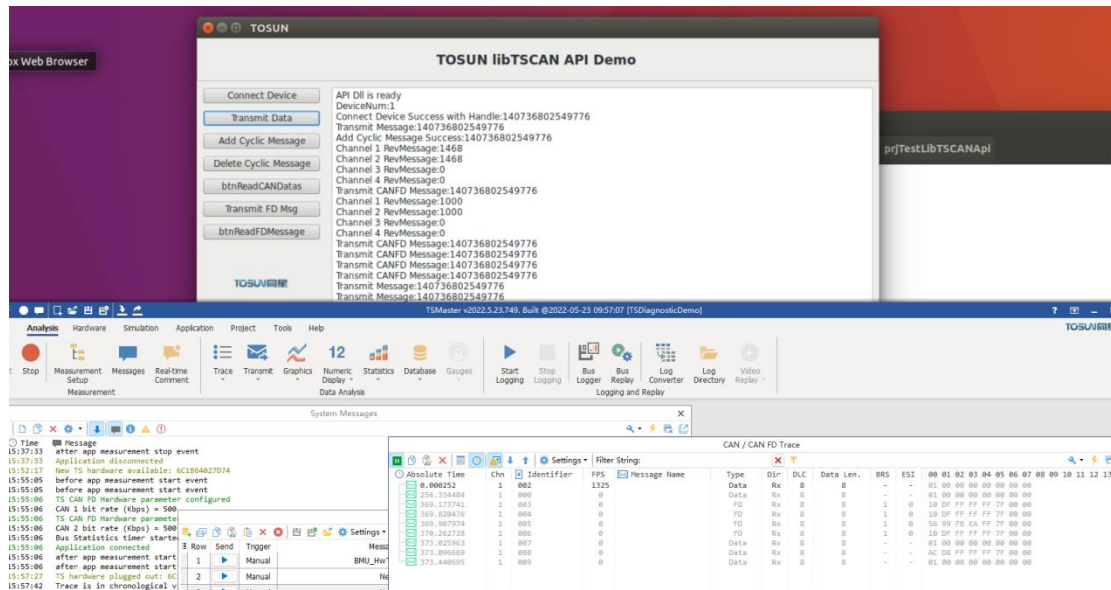 TOSUN
TOSUN libTSCAN API Demo
ox Web Browser
Connect Device
Transmit Data
Add Cyclic Message
Delete Cyclic Message
btnReadCANDatas
Transmit FD Msg
btnReadFDMessage
TOSUN同星
API Dll is ready
DeviceNum:1
Connect Device Success with Handle:140736802549776
Transmit Message:140736802549776
Add Cyclic Message Success:140736802549776
Channel 1 RevMessage:1468
Channel 2 RevMessage:1468
Channel 3 RevMessage:0
Channel 4 RevMessage:0
Transmit CANFD Message:140736802549776
Channel 1 RevMessage:1000
Channel 2 RevMessage:1000
Channel 3 RevMessage:0
Channel 4 RevMessage:0
Transmit CANFD Message:140736802549776
Transmit CANFD Message:140736802549776
Transmit CANFD Message:140736802549776
Transmit CANFD Message:140736802549776
Transmit Message:140736802549776
Transmit Message:140736802549776
prjTestLibTSCANApi
TSMaster v2022.5.23.749. Built @2022-05-23 09:57:07 [TSDiagnosticDemo]
Analysis Hardware Simulation Application Project Tools Help
TOSUN同星
Stop Measurement Setup Messages Real-time Comment Trace Transmit Graphics 12 Numeric Display Statistics Database Gauges Start Logging Stop Logging Bus Logger Bus Replay Log Converter Log Directory Video Replay
Measurement Data Analysis Logging and Replay
System Messages
Time Message
15:37:33 after app measurement stop event
15:37:33 Application disconnected
15:52:17 New TS hardware available: 6C1864027D74
15:55:05 before app measurement start event
15:55:05 before app measurement start event
15:55:06 TS CAN FD Hardware parameter configured
15:55:06 CAN 1 bit rate (Kbps) = 500
15:55:06 TS CAN FD Hardware parameter
15:55:06 CAN 2 bit rate (Kbps) = 500
15:55:06 Bus Statistics timer starte
15:55:06 Application connected
15:55:06 after app measurement start
15:55:06 after app measurement start
15:57:27 TS hardware plugged out: 6C
15:57:42 Trace is in chronological v
Settings
Row Send Trigger Messa
1 Manual BMU_Hw
2 Manual Ne
CAN / CAN FD Trace
Settings Filter String:
Absolute Time Chn Identifier FPS Message Name Type Dir DLC Data Len. BRS ESI 00 01 02 03 04 05 06 07 08 09 10 11 12 13
0.000252 1 002 1325 Data Rx 8 8 - - 01 00 00 00 00 00 00 00
256.334484 1 000 0 Data Rx 8 8 - - 01 00 00 00 00 00 00 00
369.173741 1 003 0 FD Rx 8 8 1 0 10 DF FF FF FF 7F 00 00
369.820476 1 004 0 FD Rx 8 8 1 0 10 DF FF FF FF 7F 00 00
369.907974 1 005 0 FD Rx 8 8 1 0 56 99 FB EA FF 7F 00 00
370.262728 1 006 0 FD Rx 8 8 1 0 10 DF FF FF FF 7F 00 00
373.025963 1 007 0 Data Rx 8 8 - - 01 00 00 00 00 00 00 00
373.096669 1 008 0 Data Rx 8 8 - - AC D8 FF FF FF 7F 00 00
373.440695 1 009 0 Data Rx 8 8 - - 01 00 00 00 00 00 00 00